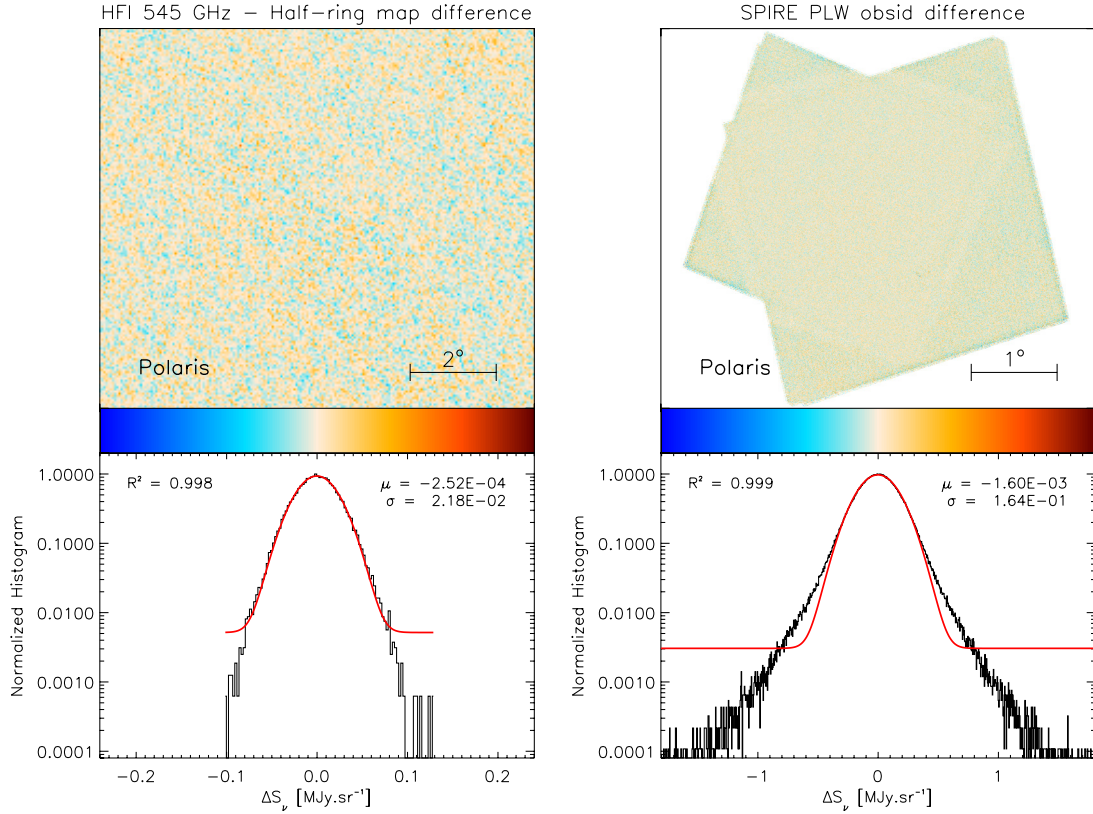 HFI 545 GHz − Half−ring map difference
Polaris
2°
1.0000
0.1000
0.0100
0.0010
0.0001
Normalized Histogram
R² = 0.998
μ = −2.52E−04
σ = 2.18E−02
−0.2
−0.1
0.0
0.1
0.2
ΔSν [MJy.sr⁻¹]
SPIRE PLW obsid difference
Polaris
1°
1.0000
0.1000
0.0100
0.0010
0.0001
Normalized Histogram
R² = 0.999
μ = −1.60E−03
σ = 1.64E−01
−1
0
1
ΔSν [MJy.sr⁻¹]